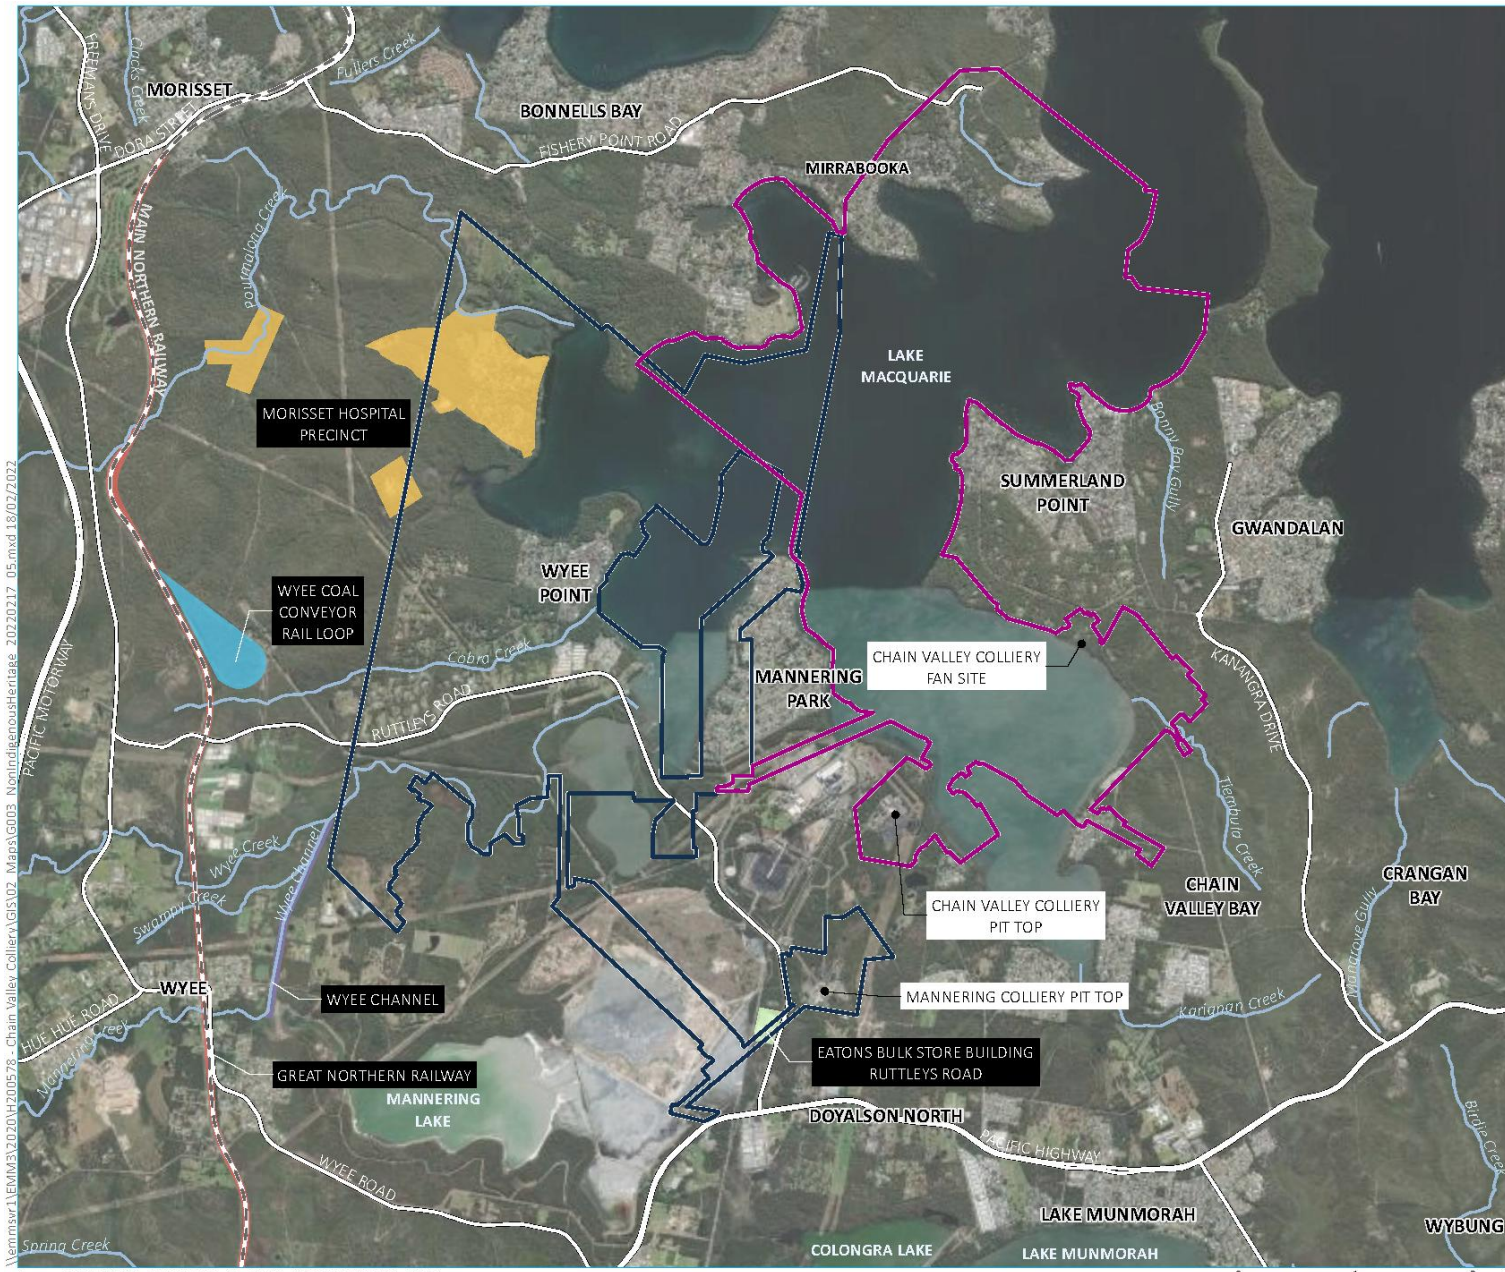 FREEMANS DRIVE
Clacks Creek
MORISSET
Fullers Creek
BONNELLS BAY
DORA STREET
FISHERY POINT ROAD
MIRRABOOKA
MAIN NORTHERN RAILWAY
Pourmalong Creek
LAKE
MACQUARIE
MORISSET HOSPITAL
PRECINCT
Bonny Bay Gully
SUMMERLAND
POINT
GWANDALAN
WYEE
POINT
WYEE COAL
CONVEYOR
RAIL LOOP
Cobra Creek
CHAIN VALLEY COLLIERY
FAN SITE
KANANGRA DRIVE
MANNERING
PARK
PACIFIC MOTORWAY
RUTTLEYS ROAD
Tiembula Creek
Wyee Creek
Wyee Channel
Swampy Creek
CHAIN
VALLEY BAY
CRANGAN
BAY
CHAIN VALLEY COLLIERY
PIT TOP
Mangrove Gully
WYEE
WYEE CHANNEL
MANNERING COLLIERY PIT TOP
Karignan Creek
HUE HUE ROAD
Mannering Creek
GREAT NORTHERN RAILWAY
EATONS BULK STORE BUILDING
RUTTLEYS ROAD
MANNERING
LAKE
DOYALSON NORTH
PACIFIC HIGHWAY
Birdie Creek
WYEE ROAD
LAKE MUNMORAH
WYBUNG
Spring Creek
COLONGRA LAKE
LAKE MUNMORAH
\\emmsvr1\EMM3\2020\H200578 - Chain Valley Colliery\GIS\02_Maps\G003_NonIndigenousHeritage_20220217_05.mxd 18/02/2022